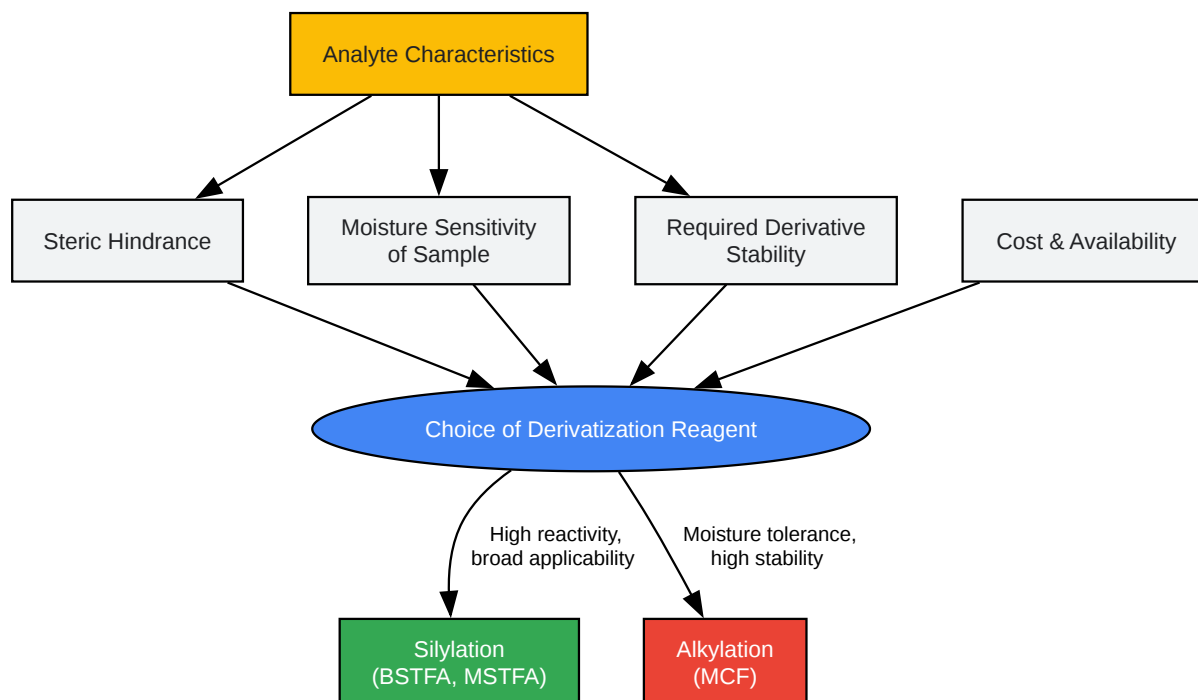 Analyte Characteristics
Steric Hindrance
Moisture Sensitivity
of Sample
Required Derivative
Stability
Cost & Availability
Choice of Derivatization Reagent
High reactivity,
broad applicability
Moisture tolerance,
high stability
Silylation
(BSTFA, MSTFA)
Alkylation
(MCF)